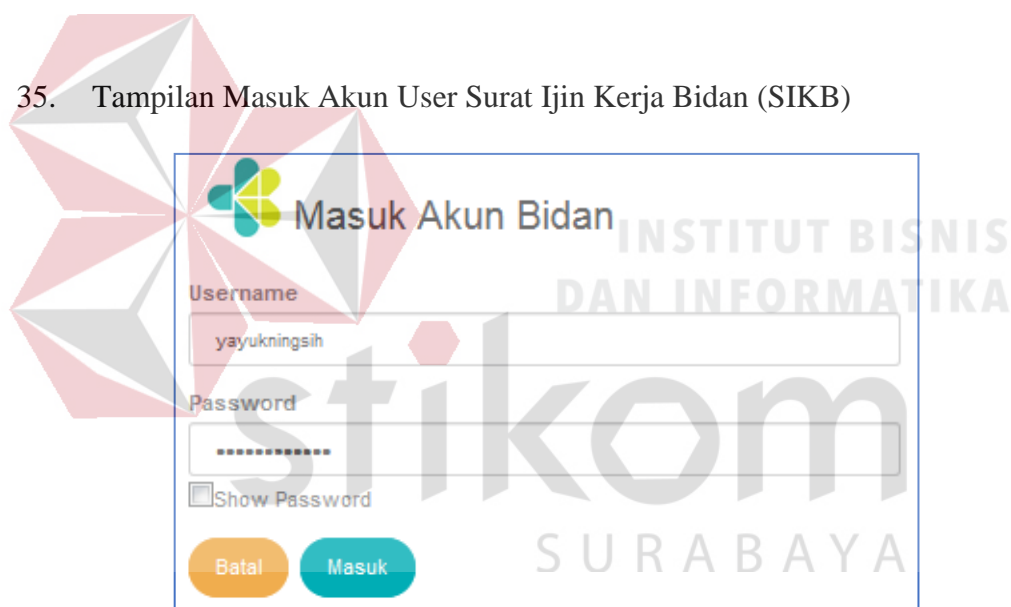 35. Tampilan Masuk Akun User Surat Ijin Kerja Bidan (SIKB)
Masuk Akun Bidan
INSTITUT BISNIS
DAN INFORMATIKA
Username
yayukningsih
stikom
Password
••••••••••••
Show Password
SURABAYA
Batal Masuk